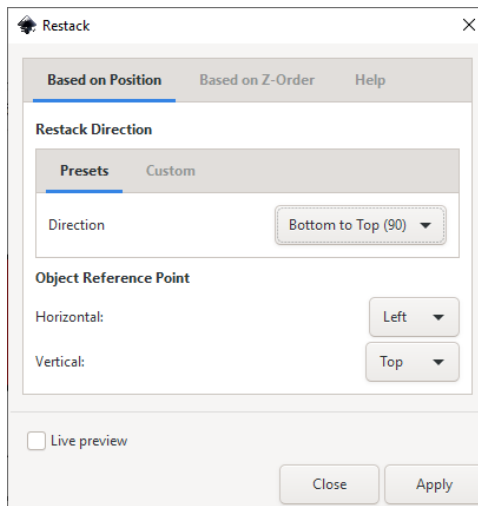 Restack
Based on Position Based on Z-Order Help
Restack Direction
Presets Custom
Direction Bottom to Top (90)
Object Reference Point
Horizontal: Left
Vertical: Top
Live preview
Close Apply